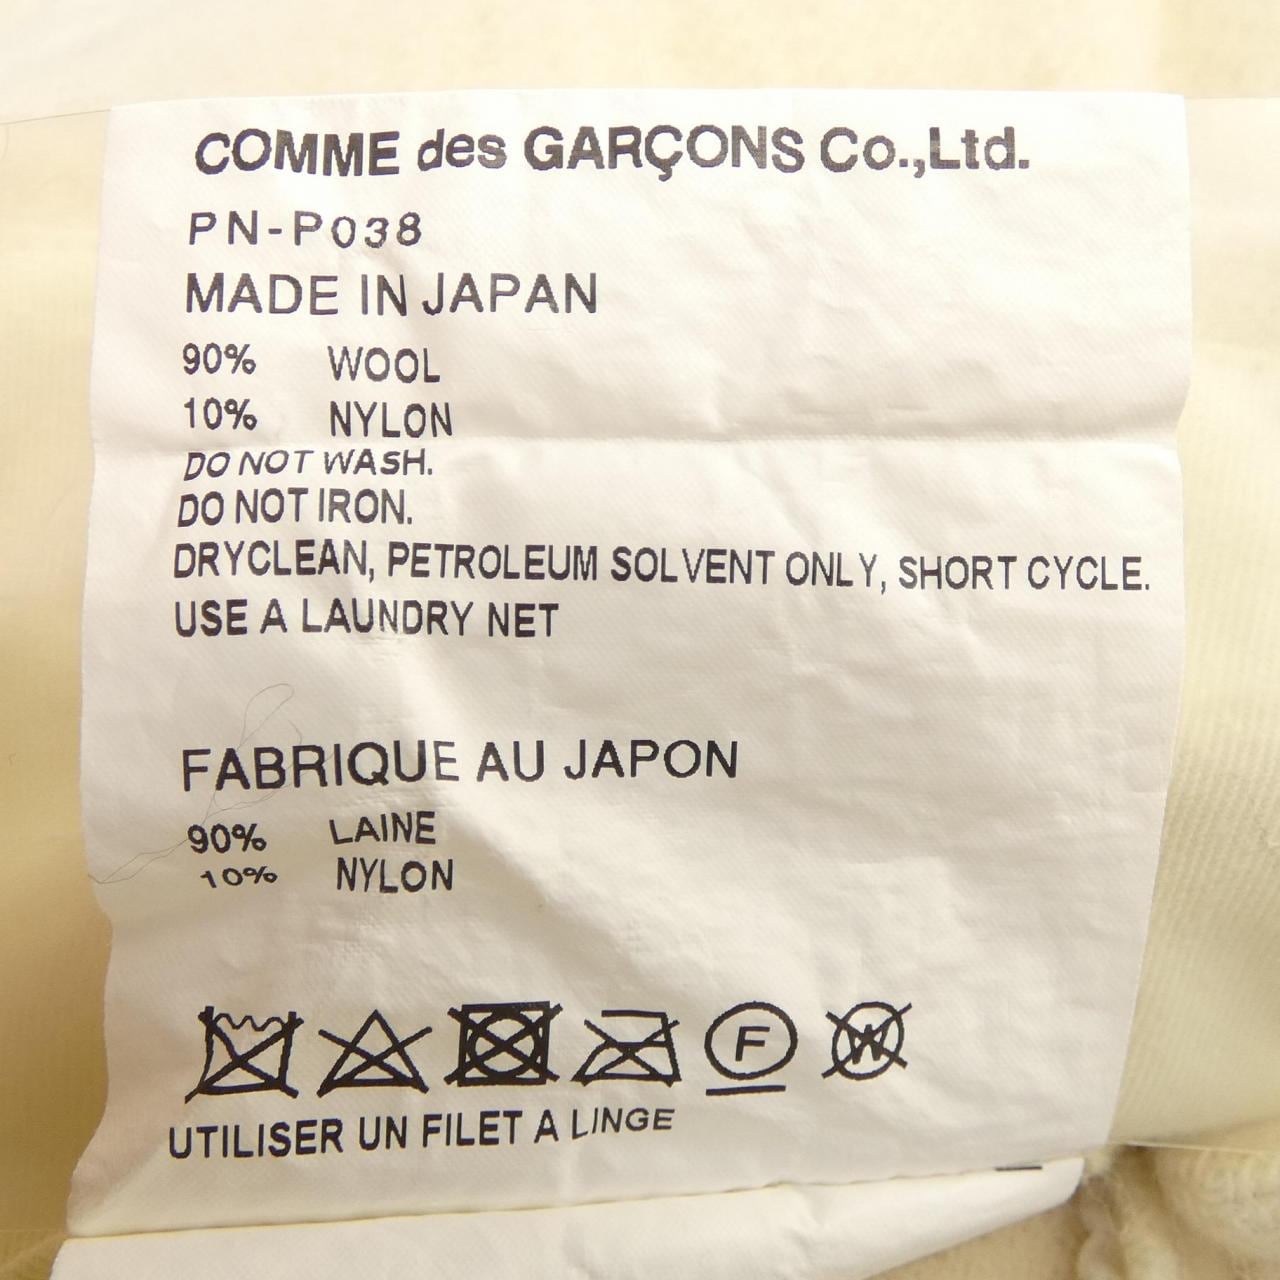 COMME des GARÇONS Co.,Ltd.
PN-P038
MADE IN JAPAN
90% WOOL
10% NYLON
DO NOT WASH.
DO NOT IRON.
DRYCLEAN, PETROLEUM SOLVENT ONLY, SHORT CYCLE.
USE A LAUNDRY NET
FABRIQUE AU JAPON
90% LAINE
10% NYLON
F W
UTILISER UN FILET A LINGE